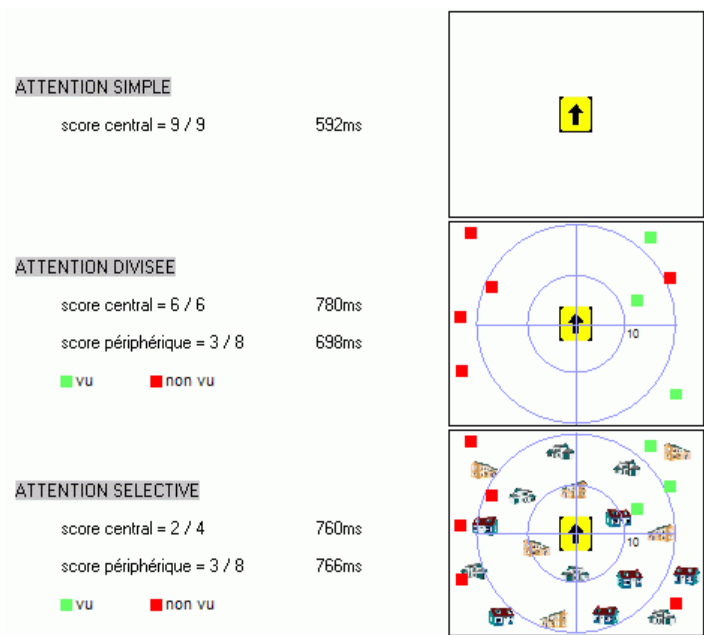 ATTENTION SIMPLE
score central = 9 / 9 592ms
ATTENTION DIVISEE
score central = 6 / 6 780ms
score périphérique = 3 / 8 698ms
vu non vu
10
ATTENTION SELECTIVE
score central = 2 / 4 760ms
score périphérique = 3 / 8 766ms
vu non vu
10